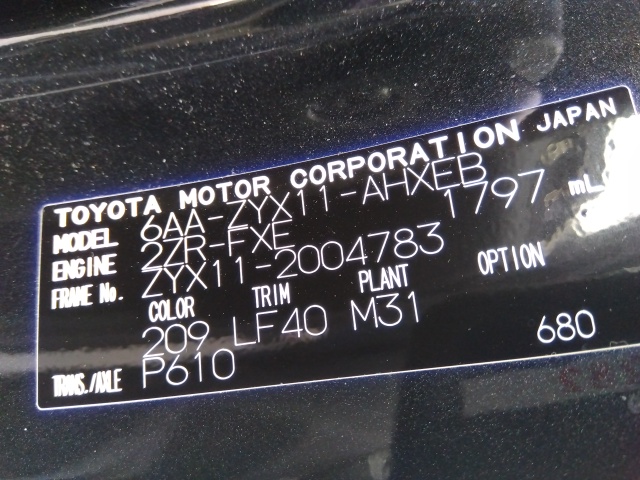 TOYOTA MOTOR CORPORATION JAPAN
MODEL 6AA-ZYX11-AHXEB
ENGINE 2ZR-FXE 1797 mL
FRAME No. ZYX11-2004783
COLOR TRIM PLANT OPTION
209 LF40 M31
TRANS./AXLE P610 680